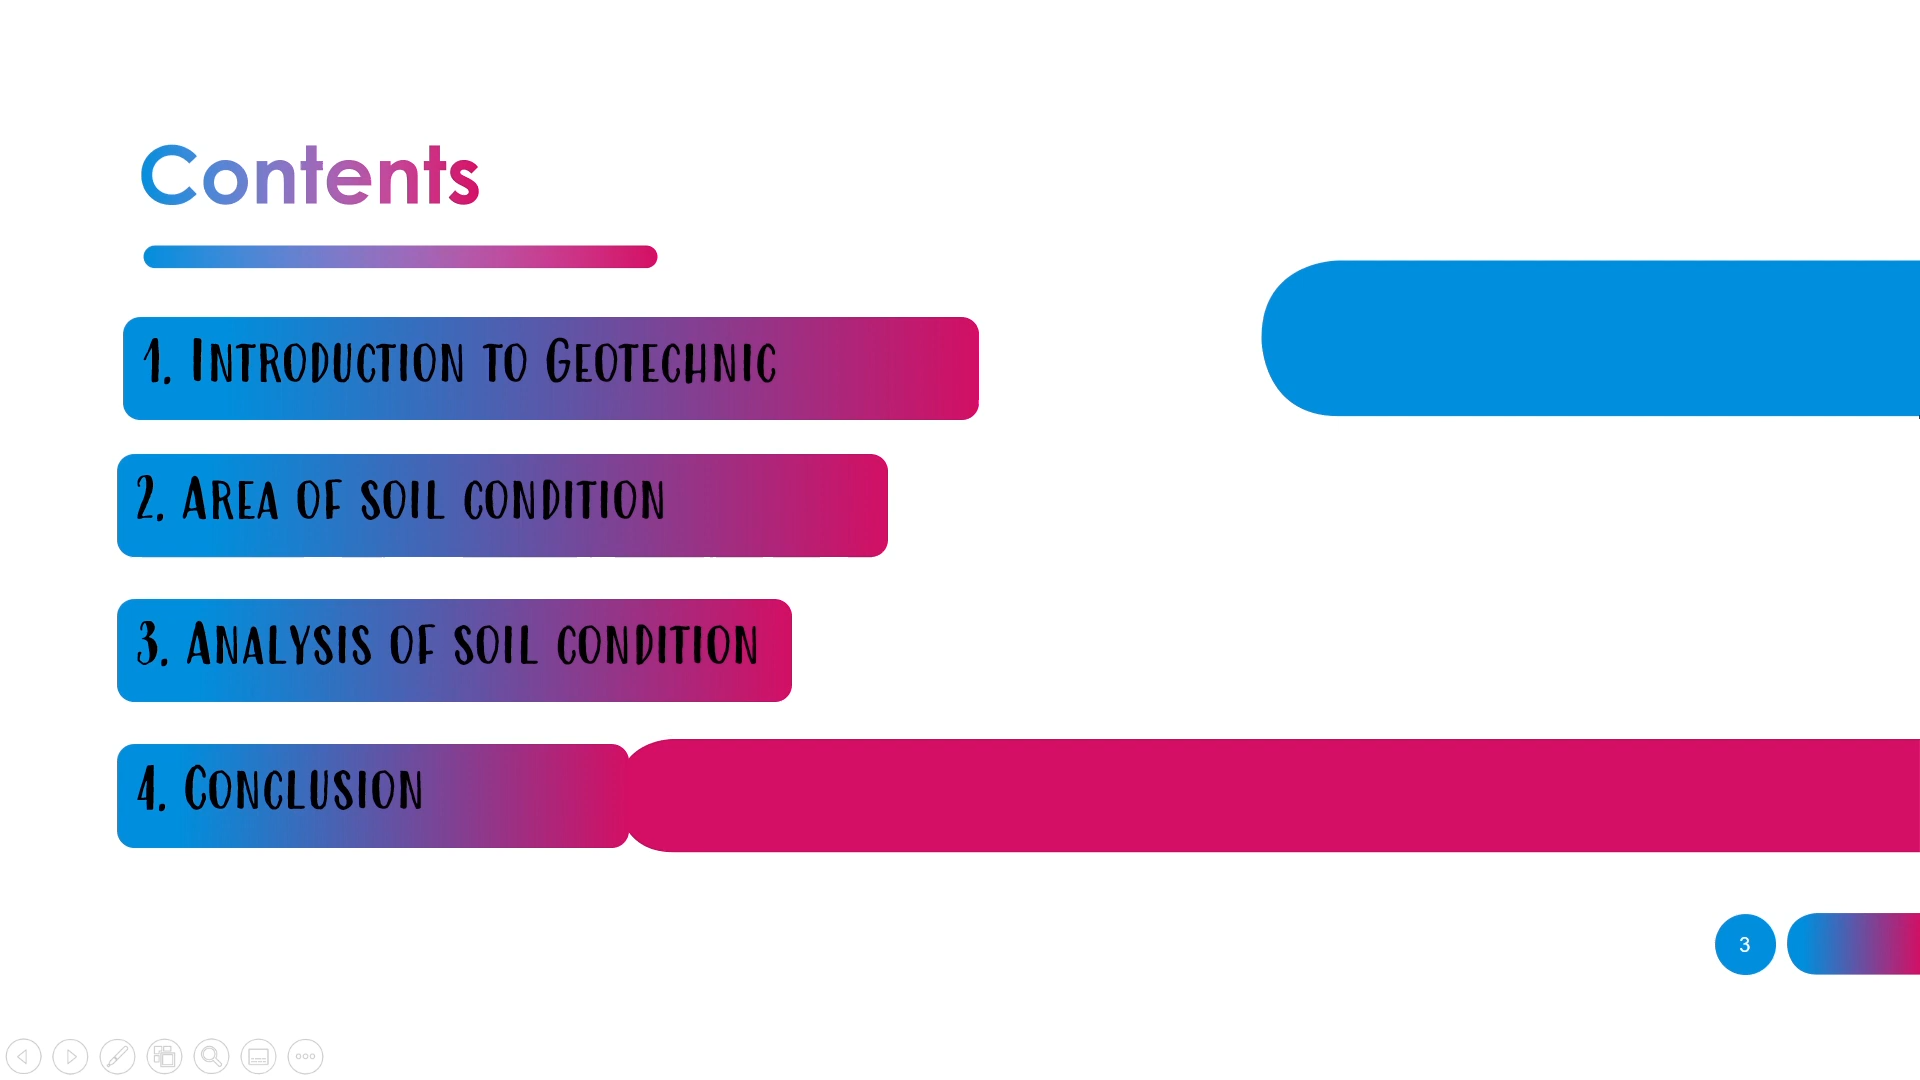 Contents
1. Introduction to Geotechnic
2. Area of soil condition
3. Analysis of soil condition
4. Conclusion
3